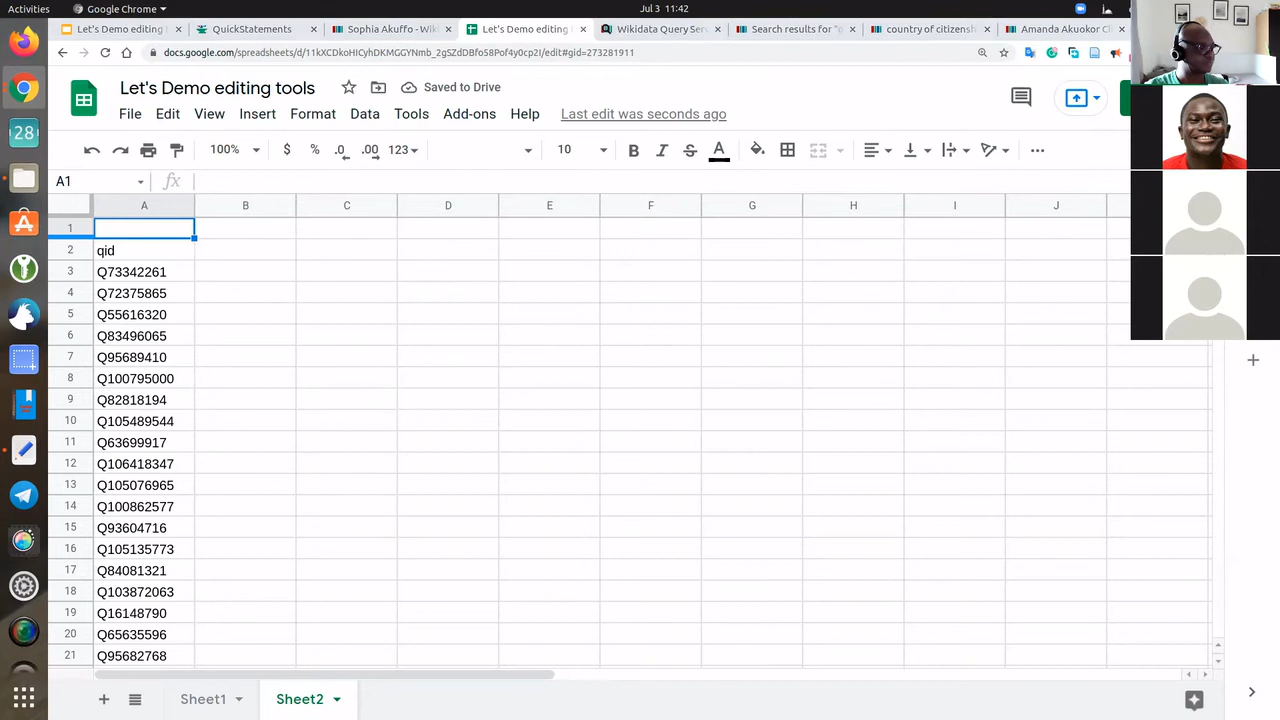 Activities
Google Chrome
Jul 3 11:42
Let's Demo editing
QuickStatements
Sophia Akuffo - Wiki
Let's Demo editing t
Wikidata Query Serv
Search results for "g
country of citizensh
Amanda Akuokor Cl
docs.google.com/spreadsheets/d/11kXCDkoHICyhDKMGGYNmb_2gSZdDBfoS8Pof4y0cp2I/edit#gid=273281911
Let's Demo editing tools
Saved to Drive
File Edit View Insert Format Data Tools Add-ons Help Last edit was seconds ago
100% $ % .0 .00 123 10 B I S A
A1 fx
A B C D E F G H I J
1
2 qid
3 Q73342261
4 Q72375865
5 Q55616320
6 Q83496065
7 Q95689410
8 Q100795000
9 Q82818194
10 Q105489544
11 Q63699917
12 Q106418347
13 Q105076965
14 Q100862577
15 Q93604716
16 Q105135773
17 Q84081321
18 Q103872063
19 Q16148790
20 Q65635596
21 Q95682768
Sheet1 Sheet2
28